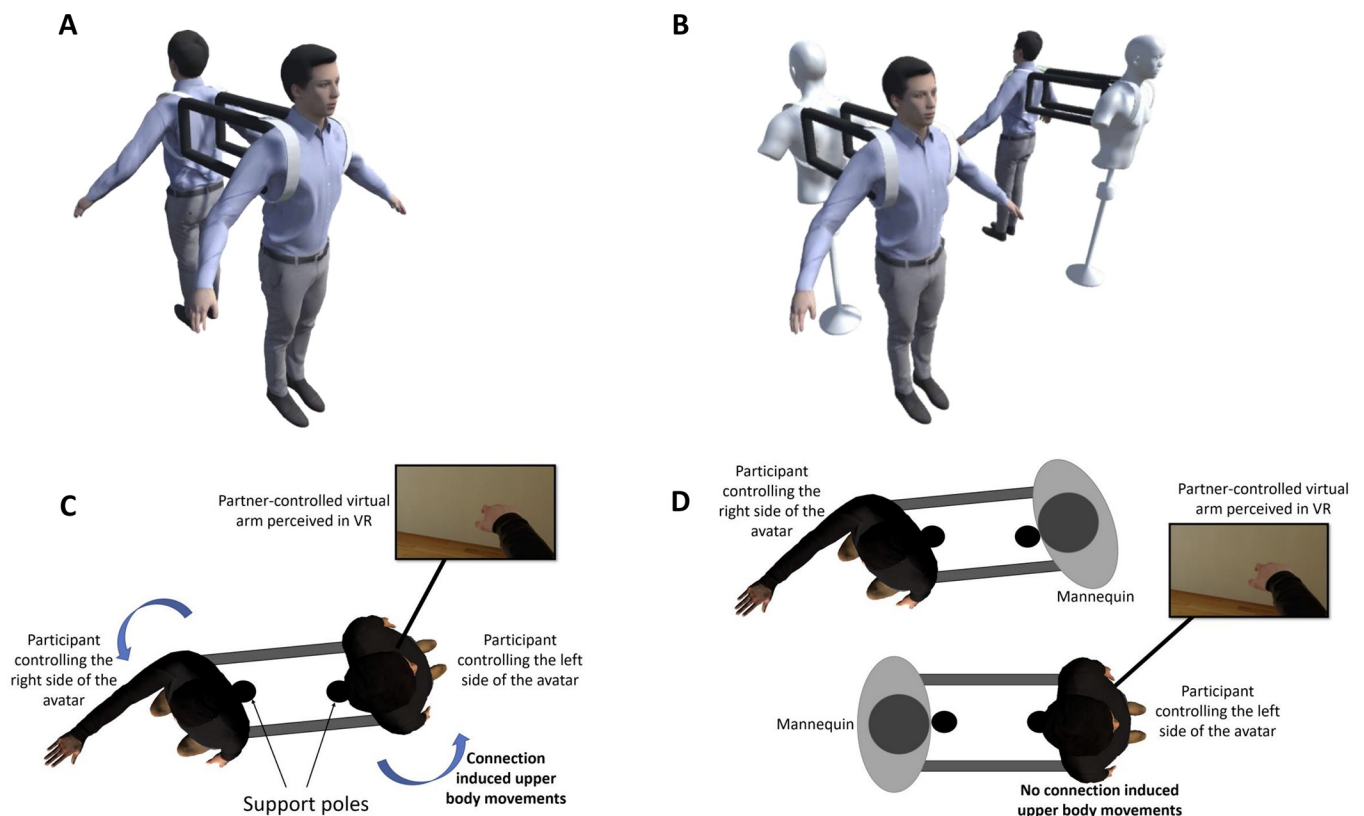 A
B
C
Partner-controlled virtual
arm perceived in VR
Participant
controlling the
right side of the
avatar
Participant
controlling the left
side of the avatar
Connection
induced upper
body movements
Support poles
D
Participant
controlling the
right side of the
avatar
Partner-controlled virtual
arm perceived in VR
Mannequin
Mannequin
Participant
controlling the left
side of the avatar
No connection induced
upper body movements